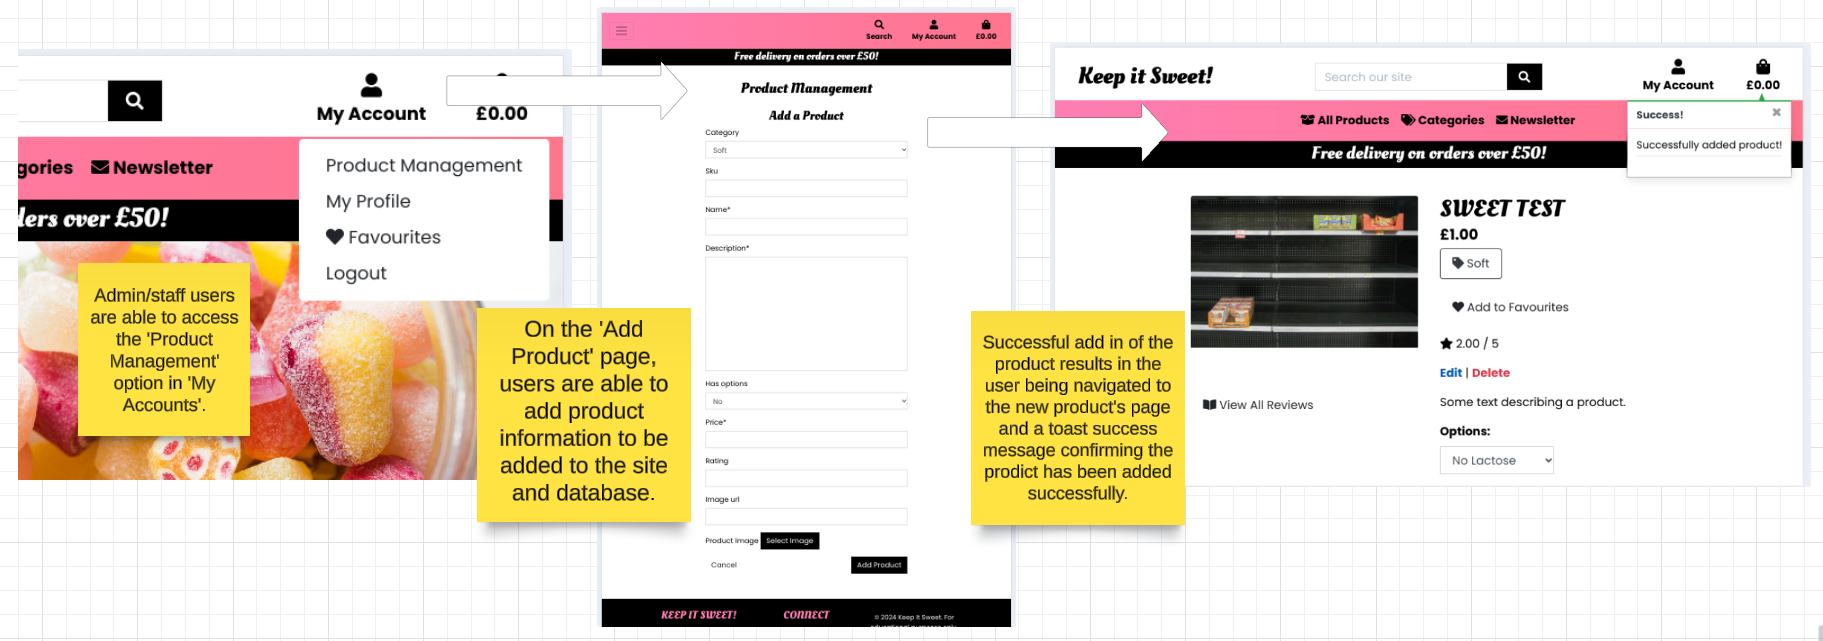 My Account
£0.00
gories
Newsletter
ders over £50!
Product Management
My Profile
Favourites
Logout
Admin/staff users
are able to access
the 'Product
Management'
option in 'My
Accounts'.
Search
My Account
£0.00
Free delivery on orders over £50!
Product Management
Add a Product
Category
Soft
Sku
Name*
Description*
Has options
No
Price*
Rating
Image url
Product Image
Select Image
Cancel
Add Product
KEEP IT SWEET!
CONNECT
© 2024 Keep It Sweet. For
educational purposes only
On the 'Add
Product' page,
users are able to
add product
information to be
added to the site
and database.
Keep it Sweet!
Search our site
My Account
£0.00
All Products
Categories
Newsletter
Free delivery on orders over £50!
Success!
Successfully added product!
SWEET TEST
£1.00
Soft
Add to Favourites
2.00 / 5
Edit | Delete
Some text describing a product.
Options:
No Lactose
View All Reviews
Successful add in of the
product results in the
user being navigated to
the new product's page
and a toast success
message confirming the
prodict has been added
successfully.